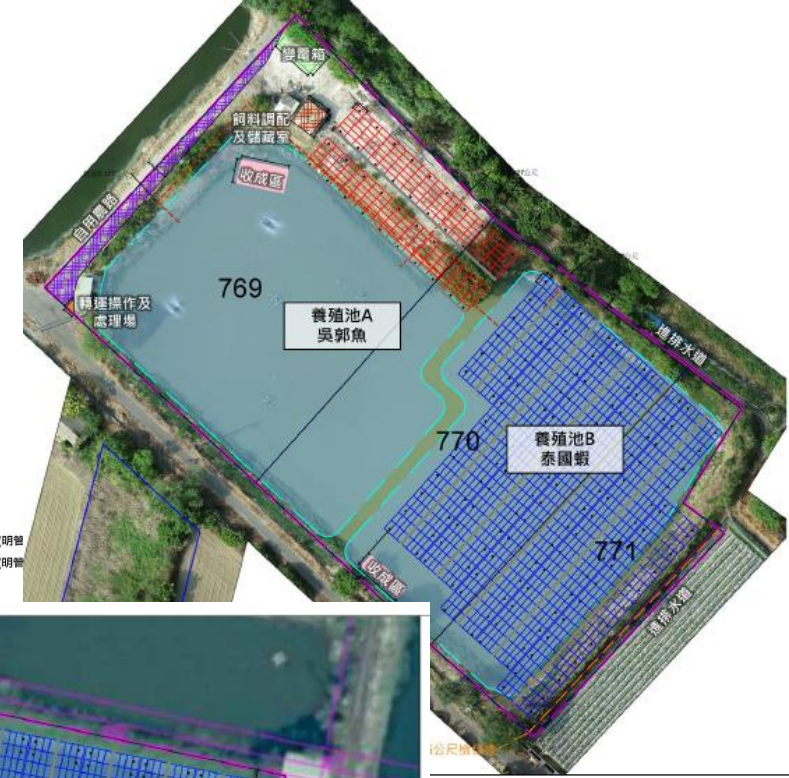 變電箱
飼料調配
及儲藏室
收成區
自用農路
769
養殖池A
吳郭魚
轉運操作及
處理場
進排水道
770
養殖池B
泰國蝦
771
明管
明管
收成區
進排水道